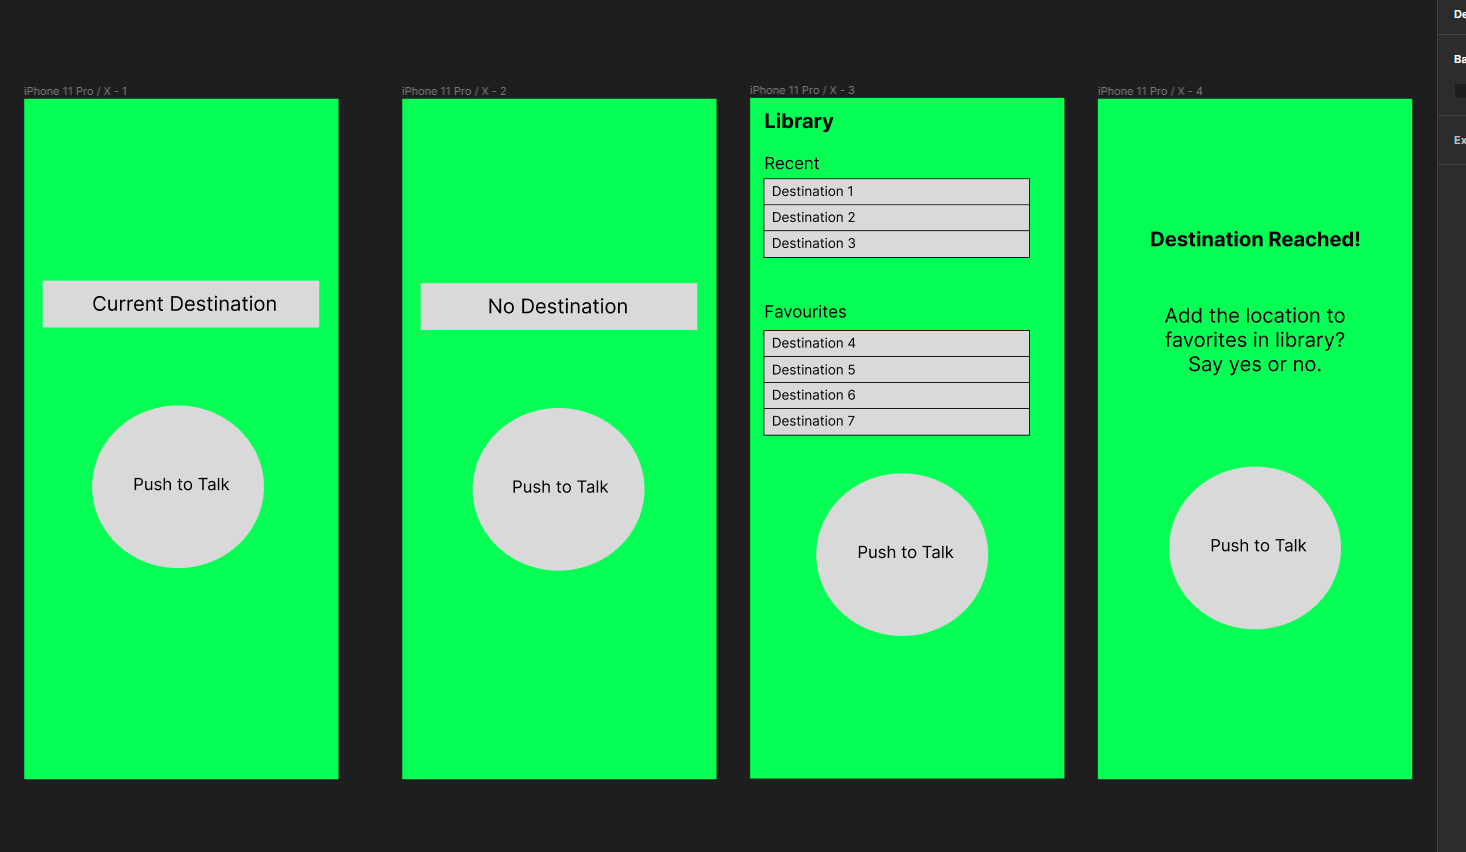 iPhone 11 Pro / X - 1
Current Destination
Push to Talk
iPhone 11 Pro / X - 2
No Destination
Push to Talk
iPhone 11 Pro / X - 3
Library
Recent
Destination 1
Destination 2
Destination 3
Favourites
Destination 4
Destination 5
Destination 6
Destination 7
Push to Talk
iPhone 11 Pro / X - 4
Destination Reached!
Add the location to
favorites in library?
Say yes or no.
Push to Talk
De
Ba
Ex